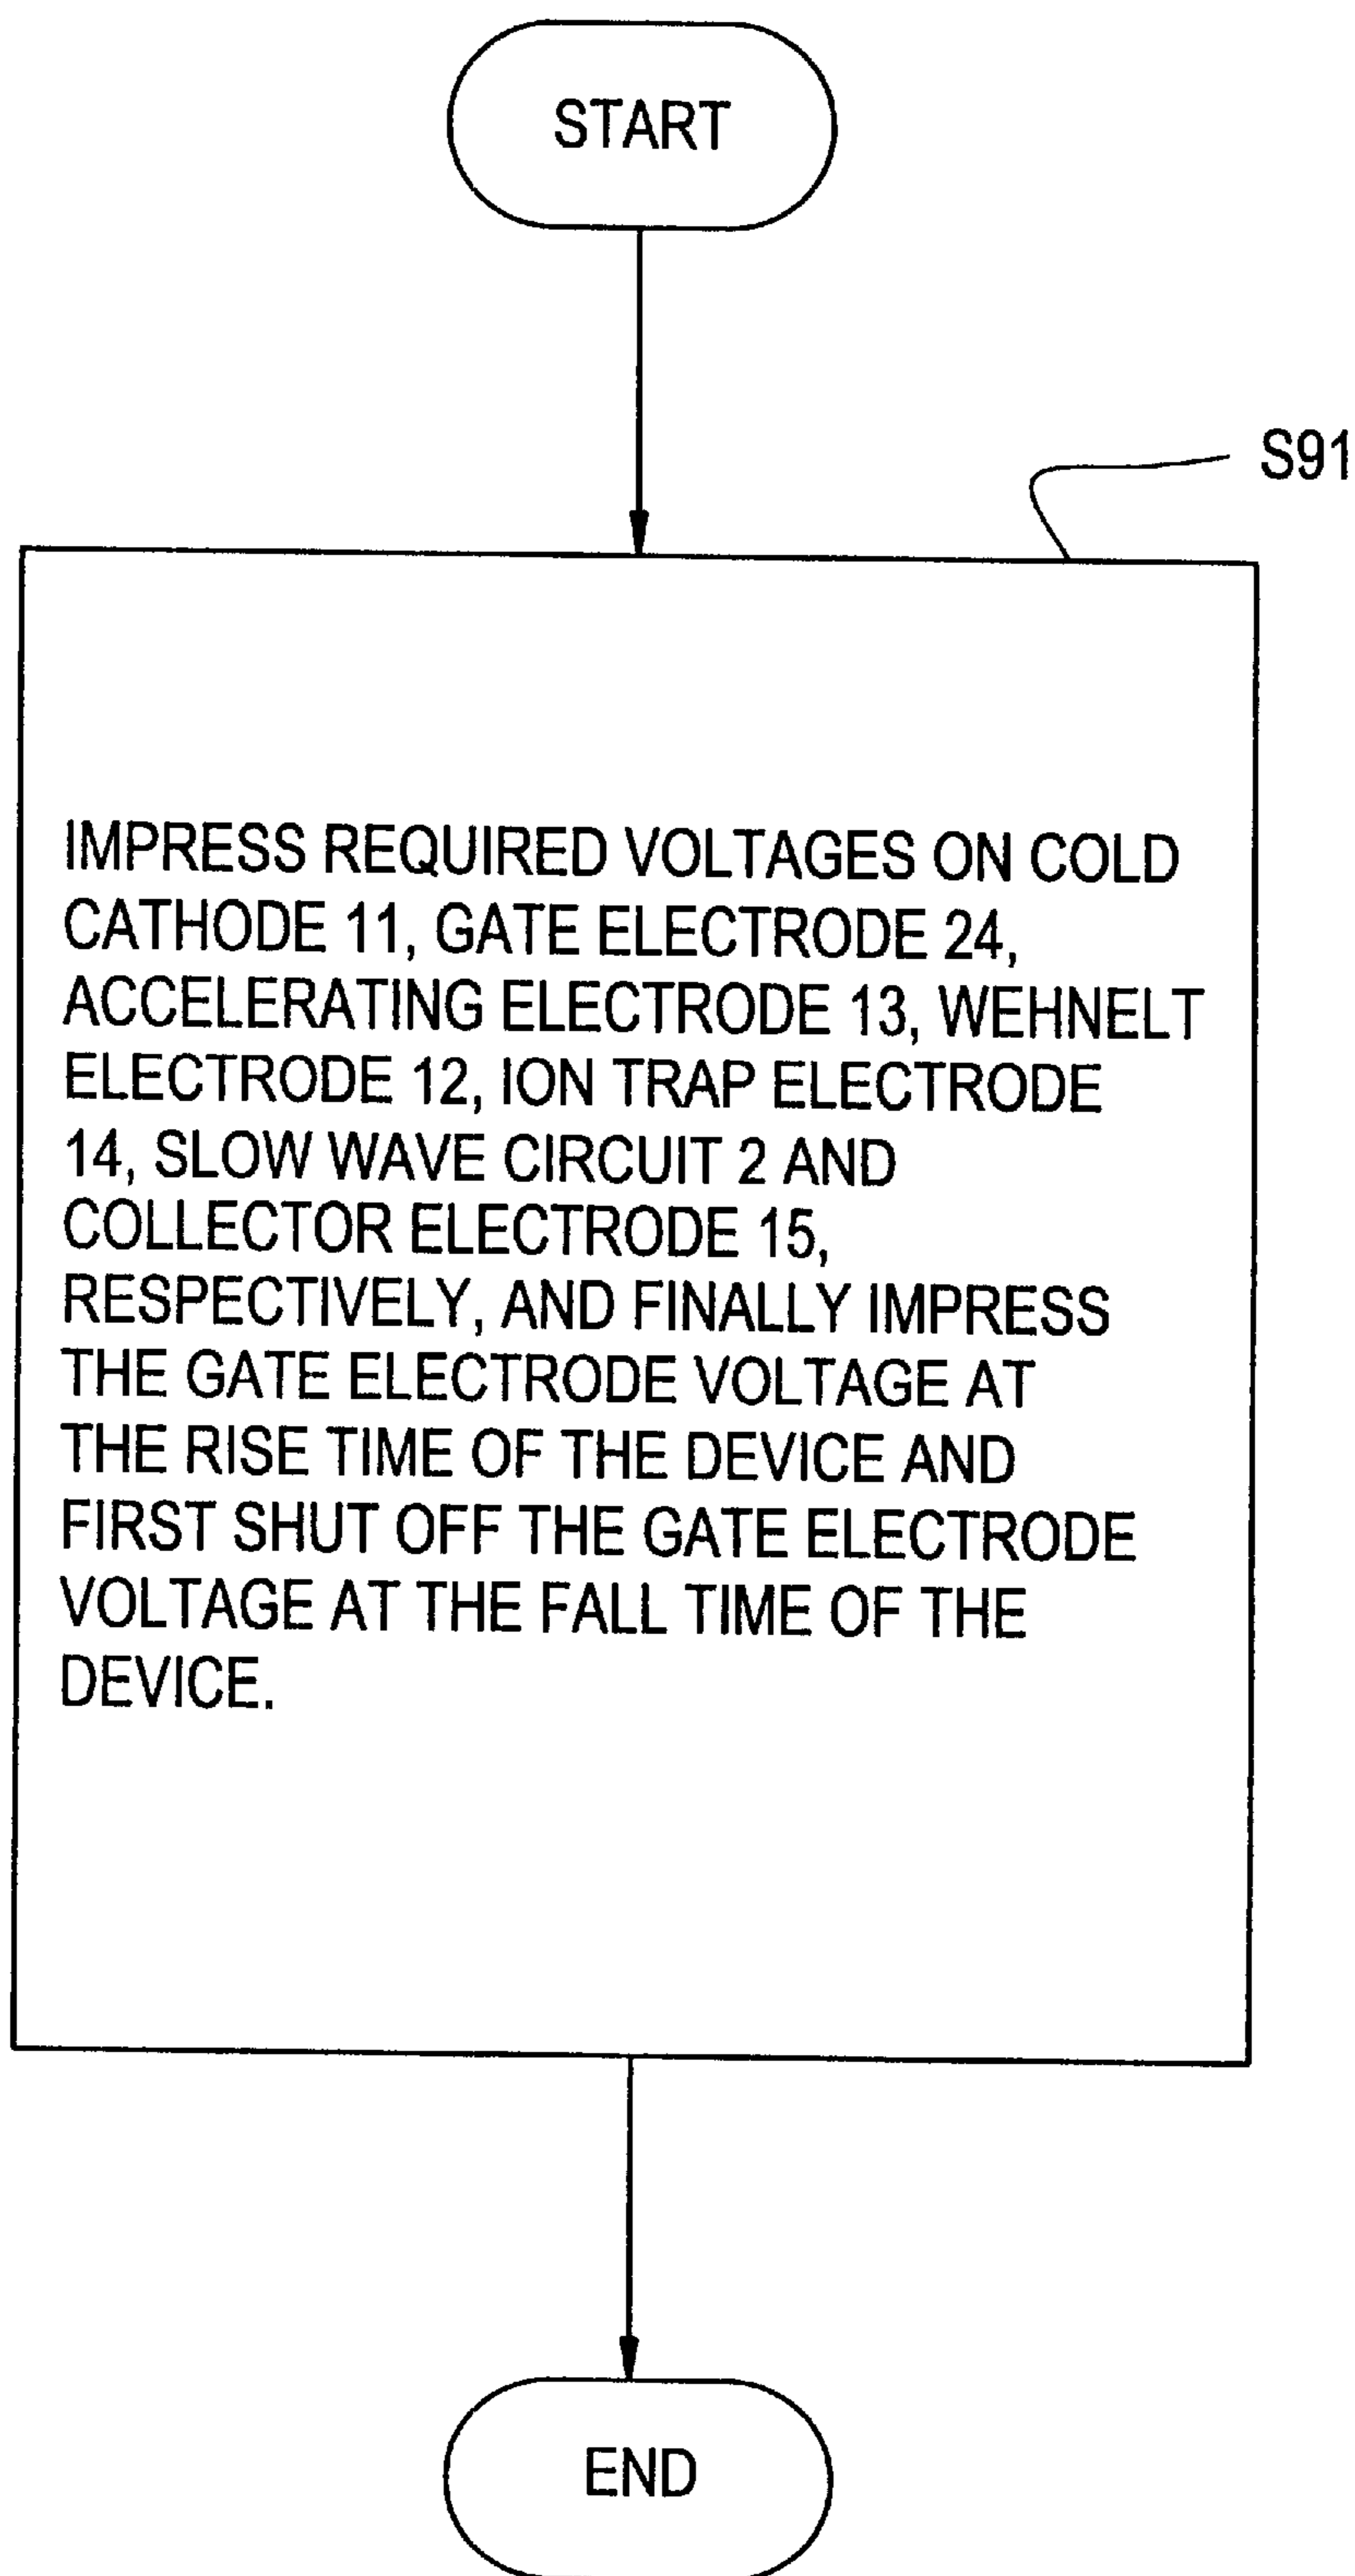 START
S91
IMPRESS REQUIRED VOLTAGES ON COLD
CATHODE 11, GATE ELECTRODE 24,
ACCELERATING ELECTRODE 13, WEHNELT
ELECTRODE 12, ION TRAP ELECTRODE
14, SLOW WAVE CIRCUIT 2 AND
COLLECTOR ELECTRODE 15,
RESPECTIVELY, AND FINALLY IMPRESS
THE GATE ELECTRODE VOLTAGE AT
THE RISE TIME OF THE DEVICE AND
FIRST SHUT OFF THE GATE ELECTRODE
VOLTAGE AT THE FALL TIME OF THE
DEVICE.
END